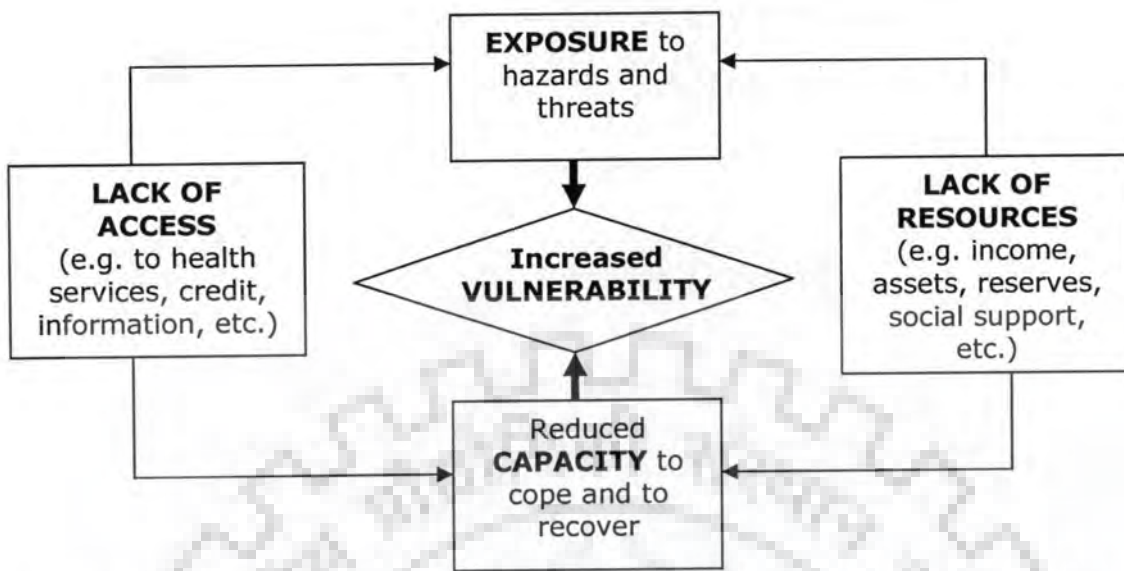 EXPOSURE to
hazards and
threats
LACK OF
ACCESS
(e.g. to health
services, credit,
information, etc.)
Increased
VULNERABILITY
LACK OF
RESOURCES
(e.g. income,
assets, reserves,
social support,
etc.)
Reduced
CAPACITY to
cope and to
recover